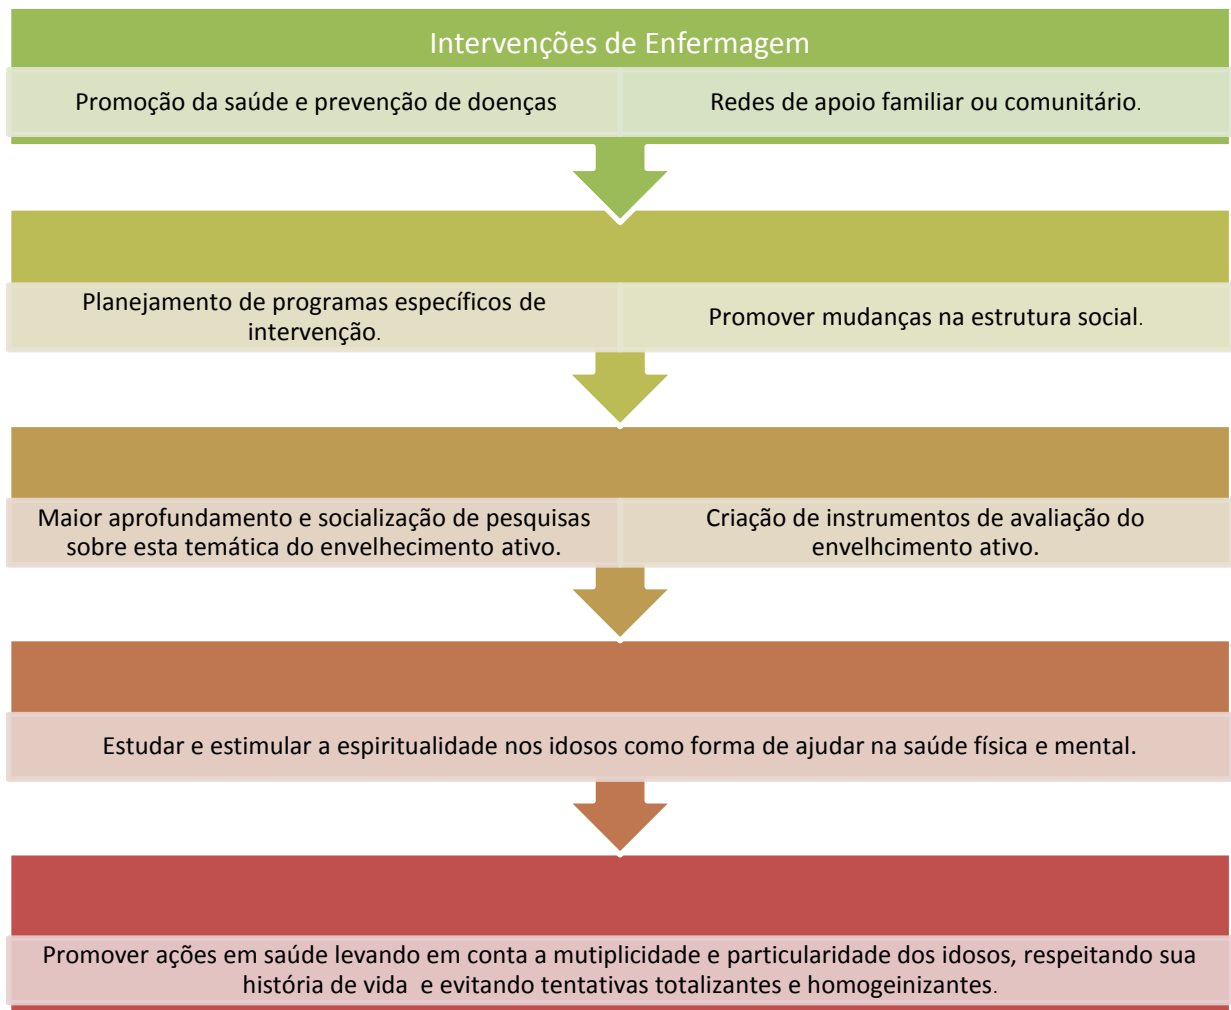 Intervenções de Enfermagem
Promoção da saúde e prevenção de doenças
Redes de apoio familiar ou comunitário.
Planejamento de programas específicos de
intervenção.
Promover mudanças na estrutura social.
Maior aprofundamento e socialização de pesquisas
sobre esta temática do envelhecimento ativo.
Criação de instrumentos de avaliação do
envelhcimento ativo.
Estudar e estimular a espiritualidade nos idosos como forma de ajudar na saúde física e mental.
Promover ações em saúde levando em conta a mutiplicidade e particularidade dos idosos, respeitando sua
história de vida  e evitando tentativas totalizantes e homogeinizantes.